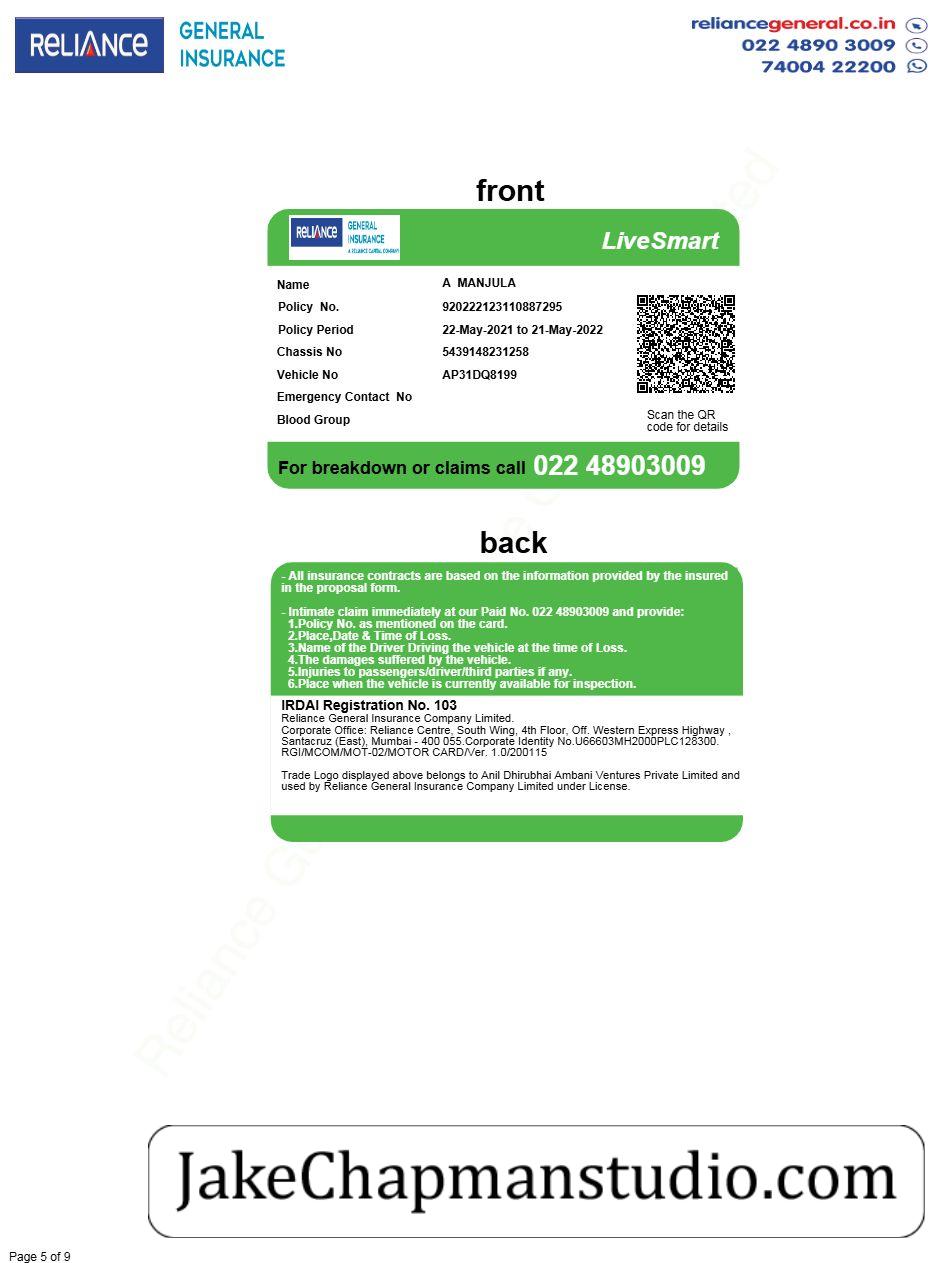 RELIANCE GENERAL INSURANCE
reliancegeneral.co.in
022 4890 3009
74004 22200
front
RELIANCE GENERAL INSURANCE
A RELIANCE CAPITAL COMPANY
LiveSmart
Name A MANJULA
Policy No. 920222123110887295
Policy Period 22-May-2021 to 21-May-2022
Chassis No 5439148231258
Vehicle No AP31DQ8199
Emergency Contact No
Blood Group
Scan the QR
code for details
For breakdown or claims call 022 48903009
back
- All insurance contracts are based on the information provided by the insured
in the proposal form.
- Intimate claim immediately at our Paid No. 022 48903009 and provide:
1.Policy No. as mentioned on the card.
2.Place,Date & Time of Loss.
3.Name of the Driver Driving the vehicle at the time of Loss.
4.The damages suffered by the vehicle.
5.Injuries to passengers/driver/third parties if any.
6.Place when the vehicle is currently available for inspection.
IRDAI Registration No. 103
Reliance General Insurance Company Limited.
Corporate Office: Reliance Centre, South Wing, 4th Floor, Off. Western Express Highway ,
Santacruz (East), Mumbai - 400 055.Corporate Identity No.U66603MH2000PLC128300.
RGI/MCOM/MOT-02/MOTOR CARD/Ver. 1.0/200115
Trade Logo displayed above belongs to Anil Dhirubhai Ambani Ventures Private Limited and
used by Reliance General Insurance Company Limited under License.
JakeChapmanstudio.com
Page 5 of 9